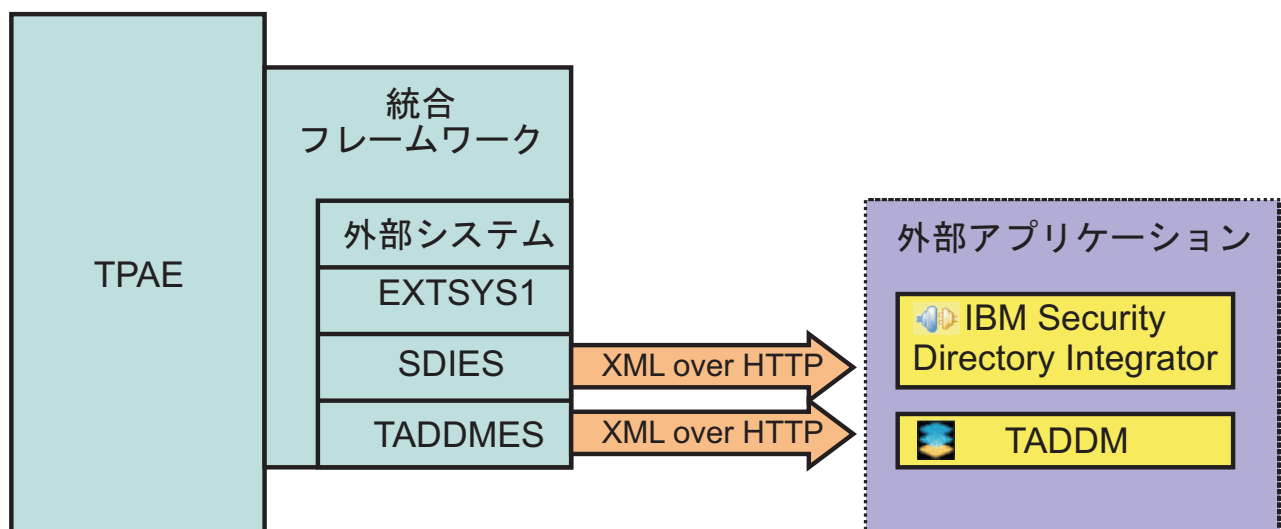 TPAE
統合
フレームワーク
外部システム
EXTSYS1
SDIES
TADDMES
XML over HTTP
XML over HTTP
外部アプリケーション
IBM Security
Directory Integrator
TADDM